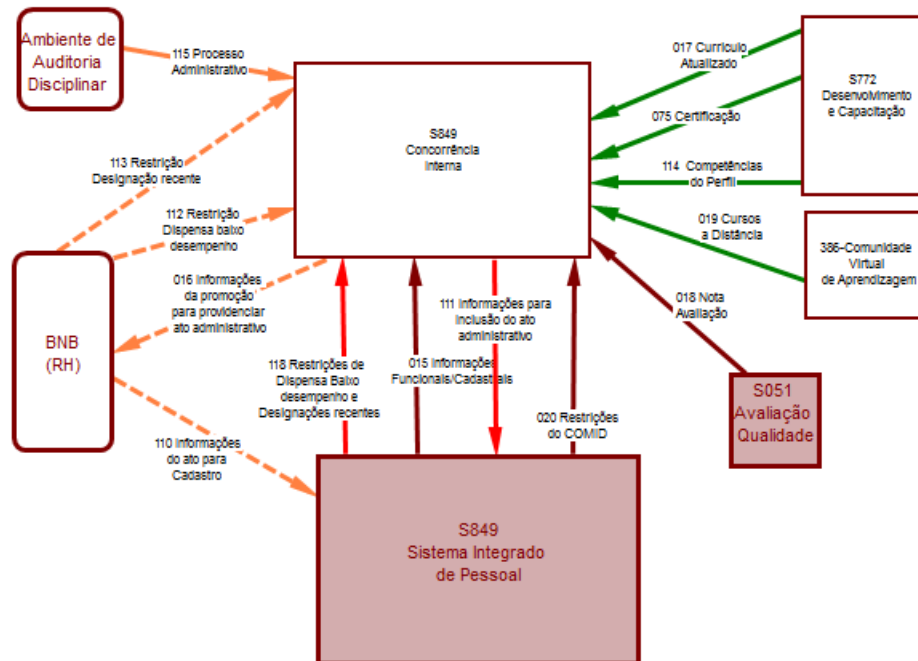 Ambiente de
Auditoria
Disciplinar
115 Processo
Administrativo
017 Currículo
Atualizado
S772
Desenvolvimento
e Capacitação
S849
Concorrência
Interna
075 Certificação
113 Restrição
Designação recente
114 Competências
do Perfil
112 Restrição
Dispensa baixo
desempenho
019 Cursos
a Distância
386-Comunidade
Virtual
de Aprendizagem
016 Informações
da promoção
para providenciar
ato administrativo
111 Informações para
Inclusão do ato
administrativo
018 Nota
Avaliação
BNB
(RH)
118 Restrições de
Dispensa Baixo
desempenho e
Designações recentes
015 Informações
Funcionais/Cadastrais
020 Restrições
do COMID
S051
Avaliação
Qualidade
110 Informações
do ato para
Cadastro
S849
Sistema Integrado
de Pessoal